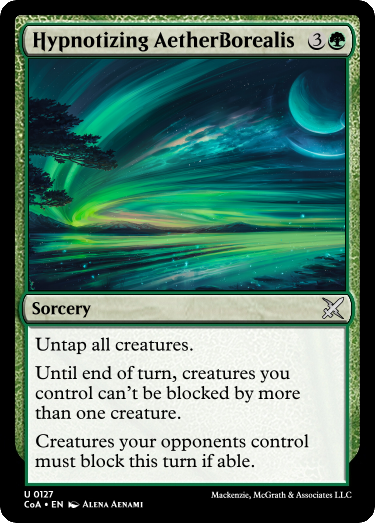 Hypnotizing AetherBorealis 3
Sorcery
Untap all creatures.
Until end of turn, creatures you
control can't be blocked by more
than one creature.
Creatures your opponents control
must block this turn if able.
U 0127
CoA • EN Alena Aenami
Mackenzie, McGrath & Associates LLC